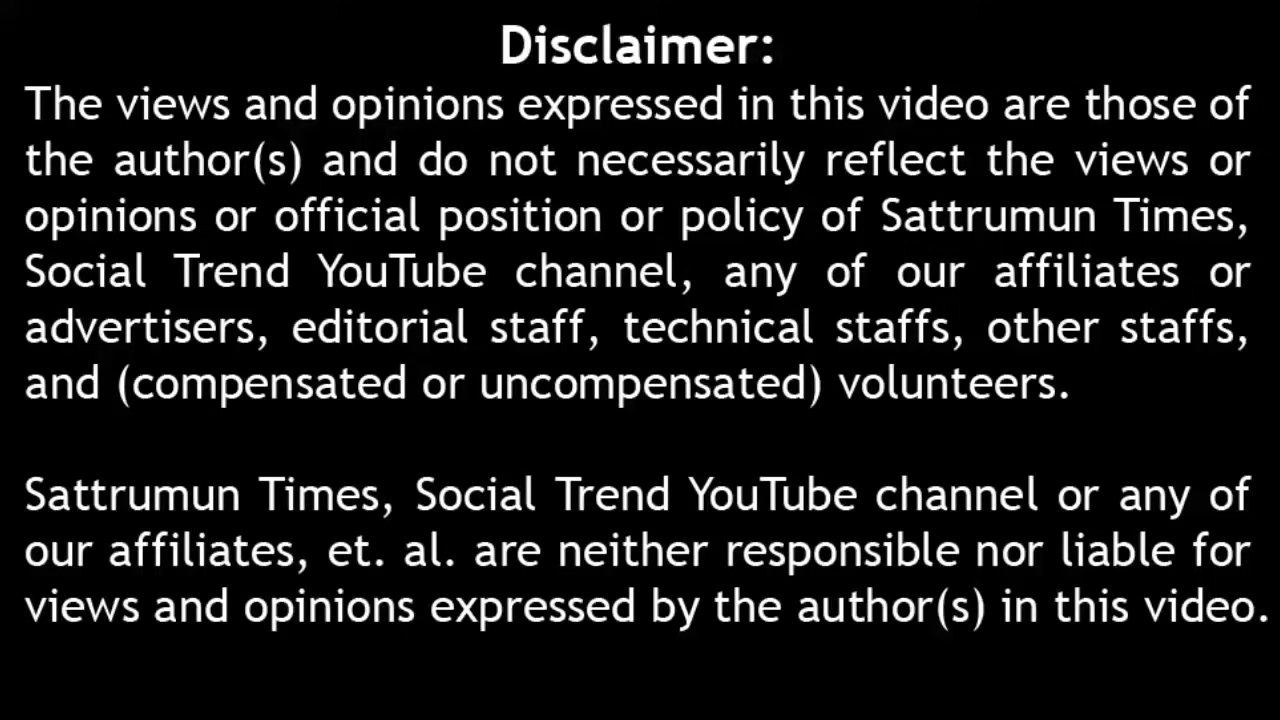 Disclaimer:
The views and opinions expressed in this video are those of
the author(s) and do not necessarily reflect the views or
opinions or official position or policy of Sattrumun Times,
Social Trend YouTube channel, any of our affiliates or
advertisers, editorial staff, technical staffs, other staffs,
and (compensated or uncompensated) volunteers.
Sattrumun Times, Social Trend YouTube channel or any of
our affiliates, et. al. are neither responsible nor liable for
views and opinions expressed by the author(s) in this video.